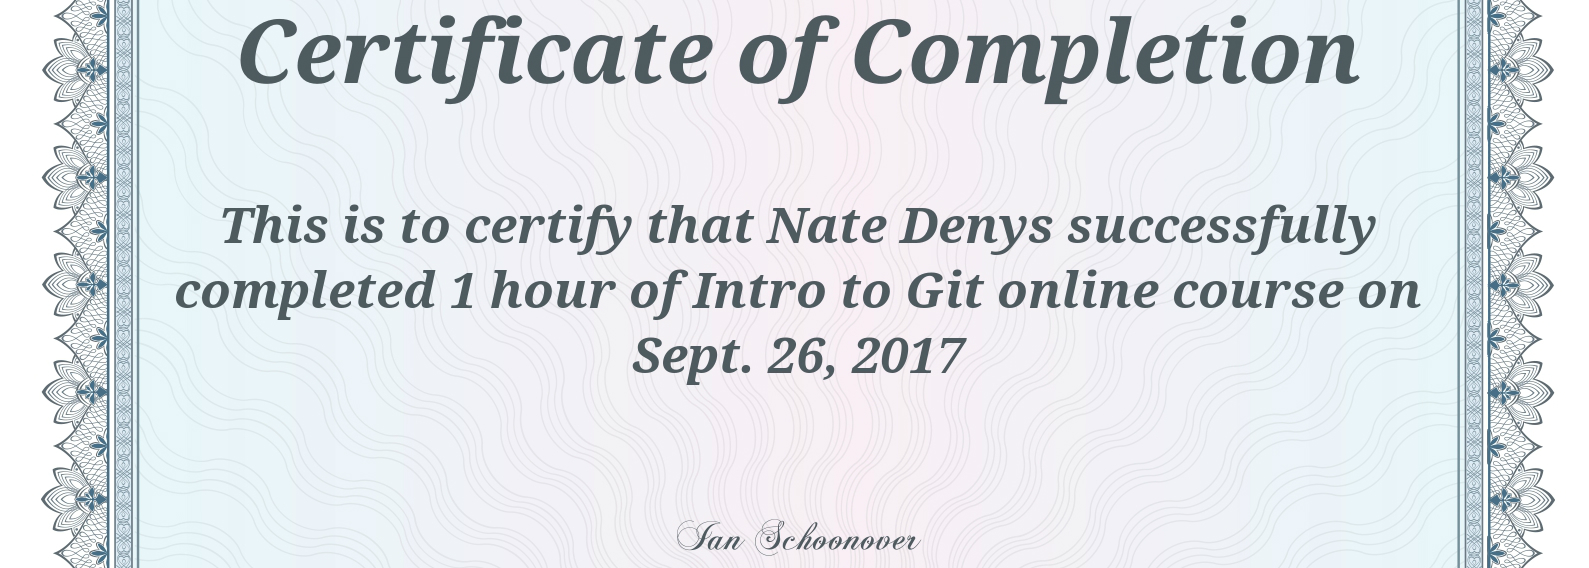 Certificate of Completion
This is to certify that Nate Denys successfully
completed 1 hour of Intro to Git online course on
Sept. 26, 2017
Ian Schoonover